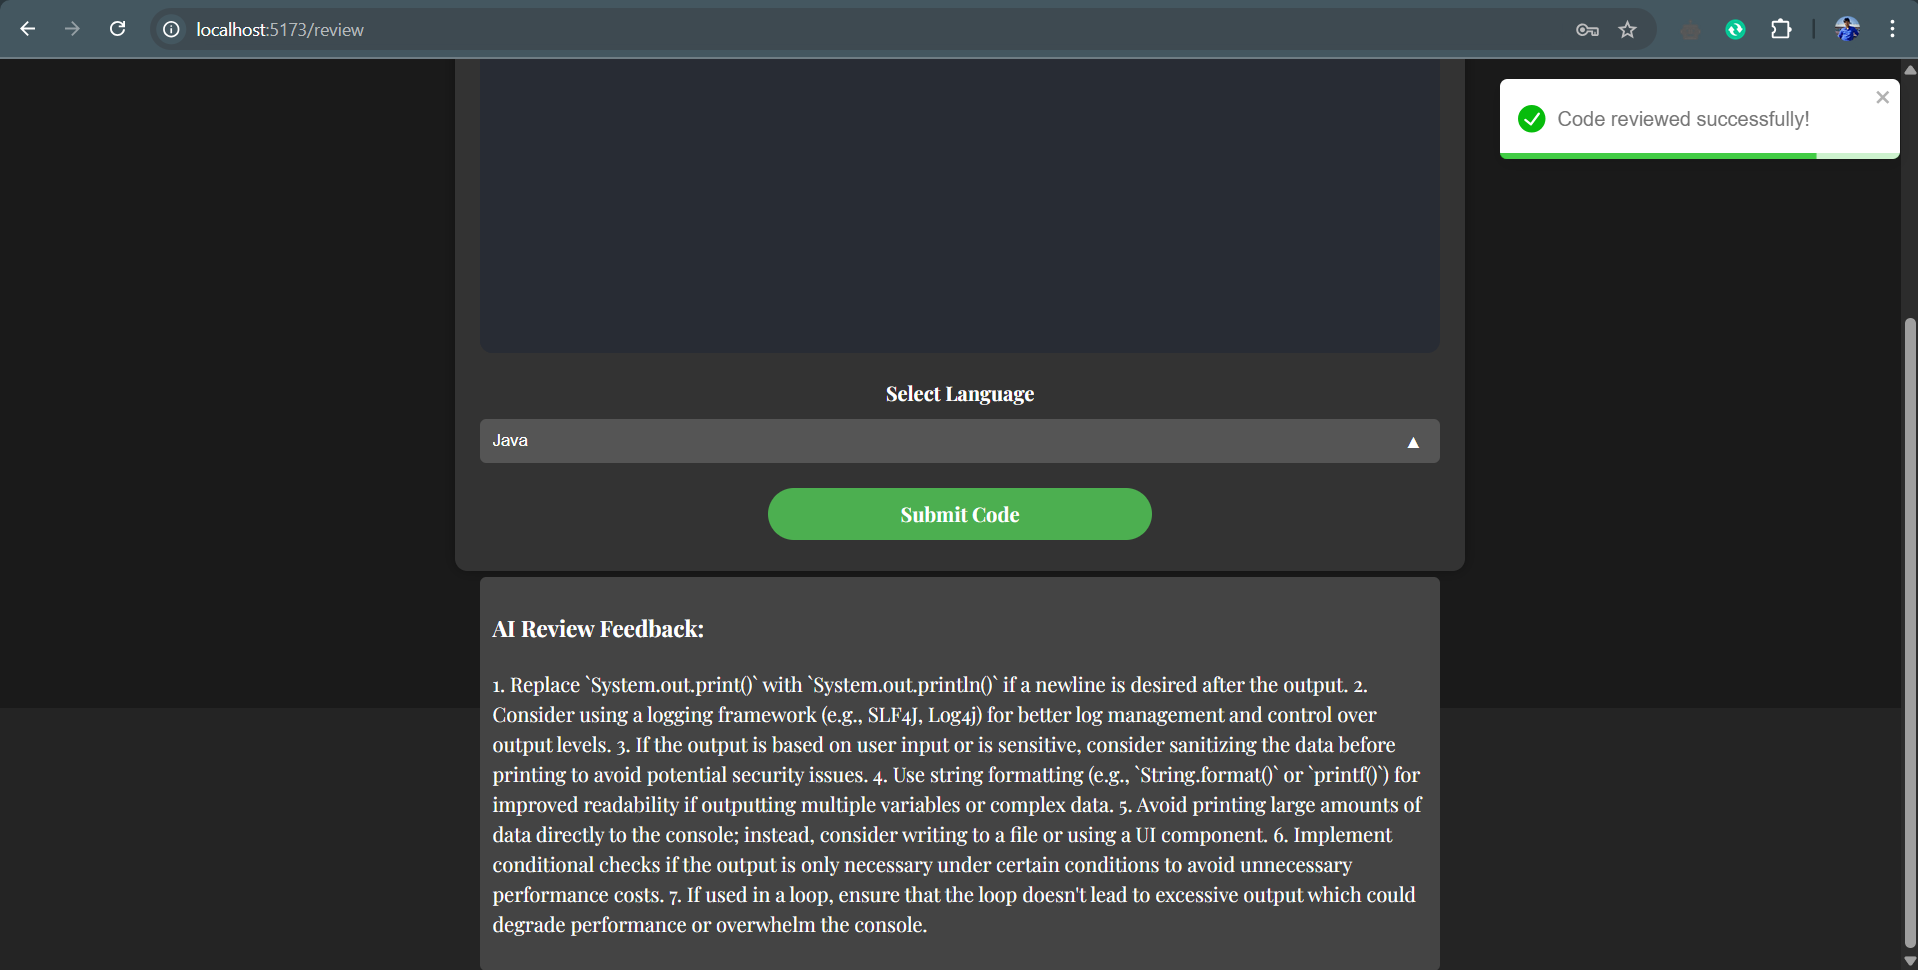 localhost:5173/review
Code reviewed successfully!
Select Language
Java
Submit Code
AI Review Feedback:
1. Replace `System.out.print()` with `System.out.println()` if a newline is desired after the output. 2.
Consider using a logging framework (e.g., SLF4J, Log4j) for better log management and control over
output levels. 3. If the output is based on user input or is sensitive, consider sanitizing the data before
printing to avoid potential security issues. 4. Use string formatting (e.g., `String.format()` or `printf()`) for
improved readability if outputting multiple variables or complex data. 5. Avoid printing large amounts of
data directly to the console; instead, consider writing to a file or using a UI component. 6. Implement
conditional checks if the output is only necessary under certain conditions to avoid unnecessary
performance costs. 7. If used in a loop, ensure that the loop doesn't lead to excessive output which could
degrade performance or overwhelm the console.